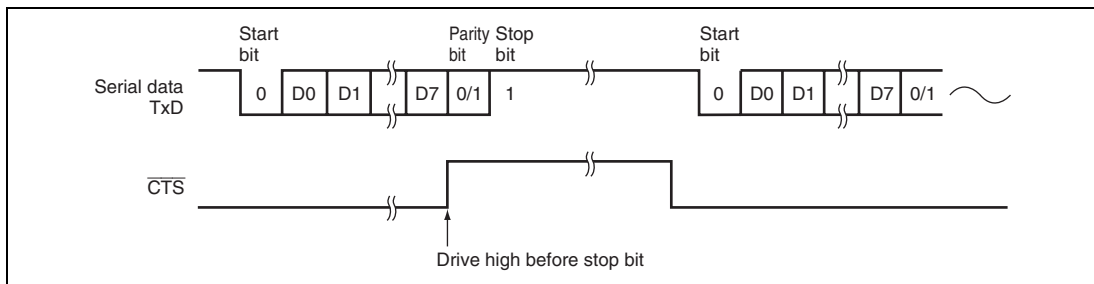 Start
bit
Parity
bit
Stop
bit
Start
bit
Serial data
TxD
0 D0 D1 D7 0/1 1 0 D0 D1 D7 0/1
CTS
Drive high before stop bit